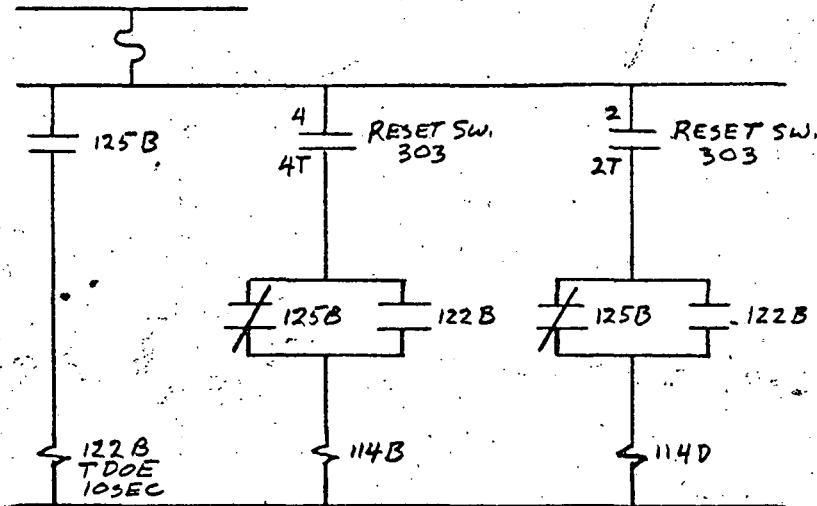 125B
4
4T
RESET SW.
303
2
2T
RESET SW.
303
125B
122B
125B
122B
122B
TDOE
10SEC
114B
114D